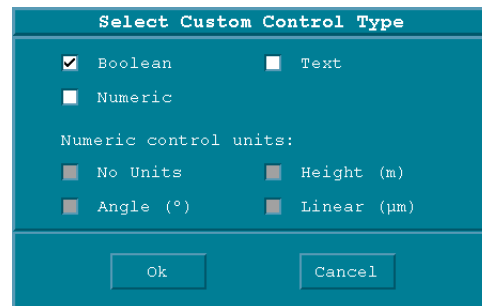 Select Custom Control Type
Boolean Text
Numeric
Numeric control units:
No Units Height (m)
Angle (º) Linear (µm)
Ok Cancel